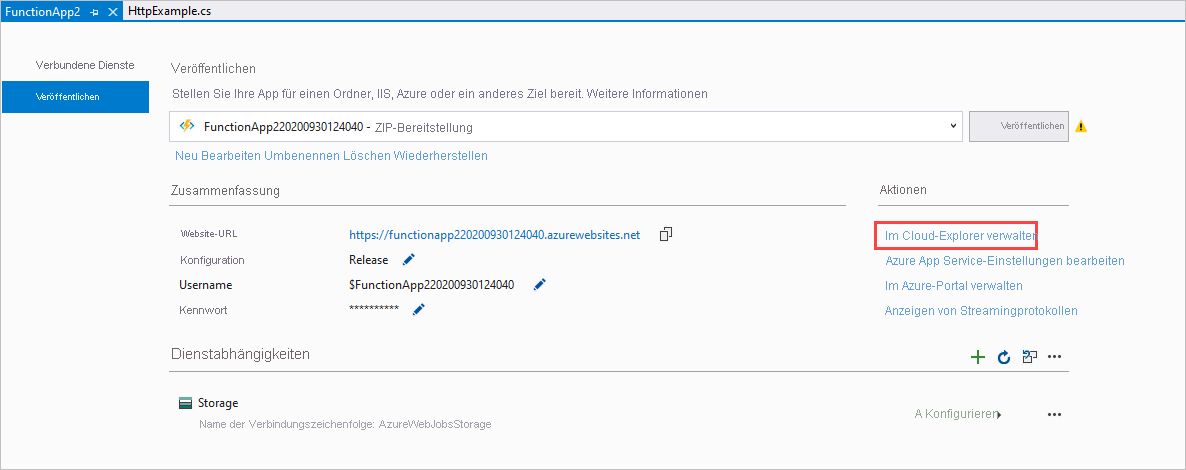 FunctionApp2
HttpExample.cs
Verbundene Dienste
Veröffentlichen
Veröffentlichen
Stellen Sie Ihre App für einen Ordner, IIS, Azure oder ein anderes Ziel bereit. Weitere Informationen
FunctionApp220200930124040 - ZIP-Bereitstellung
Veröffentlichen
Neu Bearbeiten Umbenennen Löschen Wiederherstellen
Zusammenfassung
Website-URL https://functionapp220200930124040.azurewebsites.net
Konfiguration Release
Username $FunctionApp220200930124040
Kennwort **********
Aktionen
Im Cloud-Explorer verwalten
Azure App Service-Einstellungen bearbeiten
Im Azure-Portal verwalten
Anzeigen von Streamingprotokollen
Dienstabhängigkeiten
Storage
Name der Verbindungszeichenfolge: AzureWebJobsStorage
A Konfigurieren